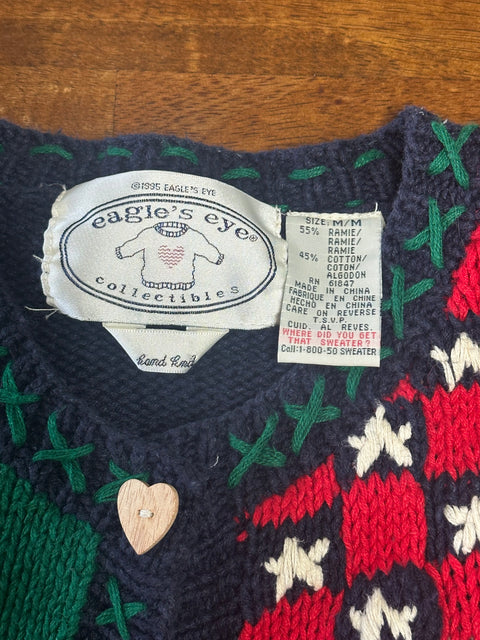 ©1995 EAGLE'S EYE
eagle's eye®
collectibles
hand knit
SIZE: M/M
55% RAMIE/
RAMIE/
RAMIE
45% COTTON/
COTON/
ALGODON
RN 61847
MADE IN CHINA
FABRIQUE EN CHINE
HECHO EN CHINA
CARE ON REVERSE
T.S.V.P.
CUID. AL REVES.
WHERE DID YOU GET
THAT SWEATER?
Call:1-800-50 SWEATER